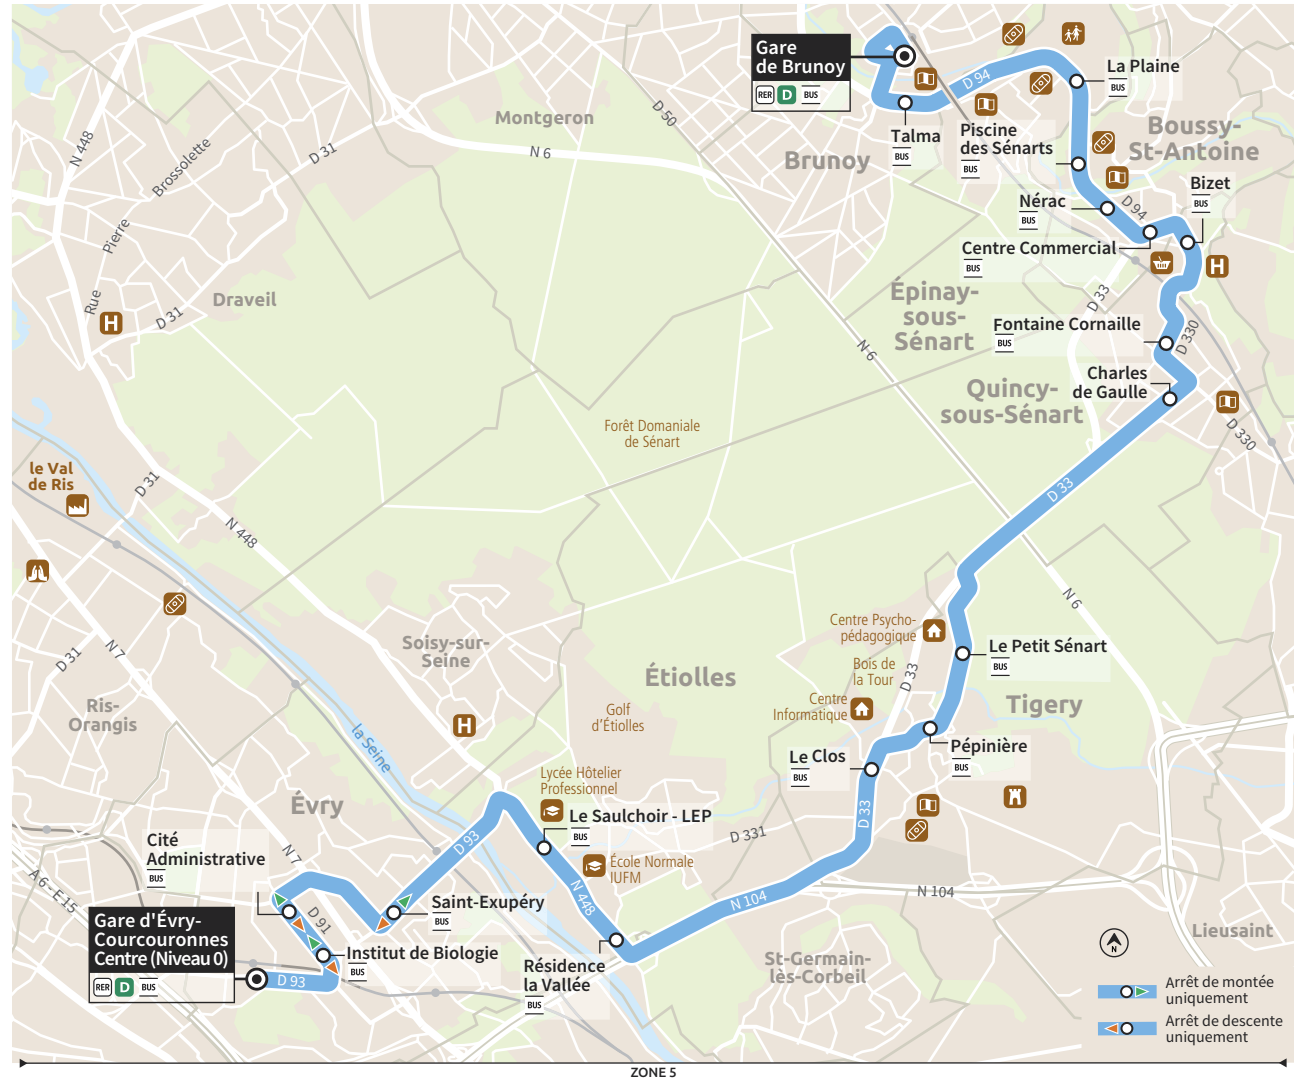 Gare
de Brunoy
RER D BUS
La Plaine
BUS
D 94
Talma
BUS
Piscine
des Sénarts
BUS
Boussy-
St-Antoine
Brunoy
Montgeron
D 50
N 6
N 448
D 31
Brossolette
Pierre
Rue
Draveil
D 31
H
Nérac
BUS
D 94
Bizet
BUS
Centre Commercial
BUS
H
Épinay-
sous-
Sénart
D 33
Fontaine Cornaille
BUS
D 330
N 6
Quincy-
sous-Sénart
Charles
de Gaulle
D 330
Forêt Domaniale
de Sénart
le Val
de Ris
D 31
N 448
D 33
N 6
Centre Psycho-
pédagogique
Le Petit Sénart
BUS
Soisy-sur-
Seine
Bois de
la Tour
D 33
Étiolles
Tigery
D 31
N 7
Ris-
Orangis
Centre
Informatique
Golf
d'Étiolles
H
la Seine
Pépinière
BUS
Le Clos
BUS
Lycée Hôtelier
Professionnel
Évry
Le Saulchoir - LEP
BUS
D 93
D 33
D 331
Cité
Administrative
BUS
N 7
École Normale
IUFM
A6 - E15
N 448
N 104
N 104
Saint-Exupéry
BUS
D 91
Gare d'Évry-
Courcouronnes
Centre (Niveau 0)
RER D BUS
Institut de Biologie
BUS
D 93
Résidence
la Vallée
BUS
St-Germain-
lès-Corbeil
Lieusaint
N
Arrêt de montée
uniquement
Arrêt de descente
uniquement
ZONE 5